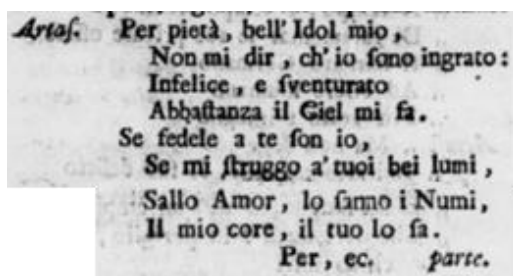 Artaſ. Per pietà, bell' Idol mio,
Non mi dir, ch' io ſono ingrato:
Infelice, e ſventurato
Abbaſtanza il Ciel mi fa.
Se fedele a te ſon io,
Se mi ſtruggo a' tuoi bei lumi,
Sallo Amor, lo ſanno i Numi,
Il mio core, il tuo lo ſa.
Per, ec. parte.